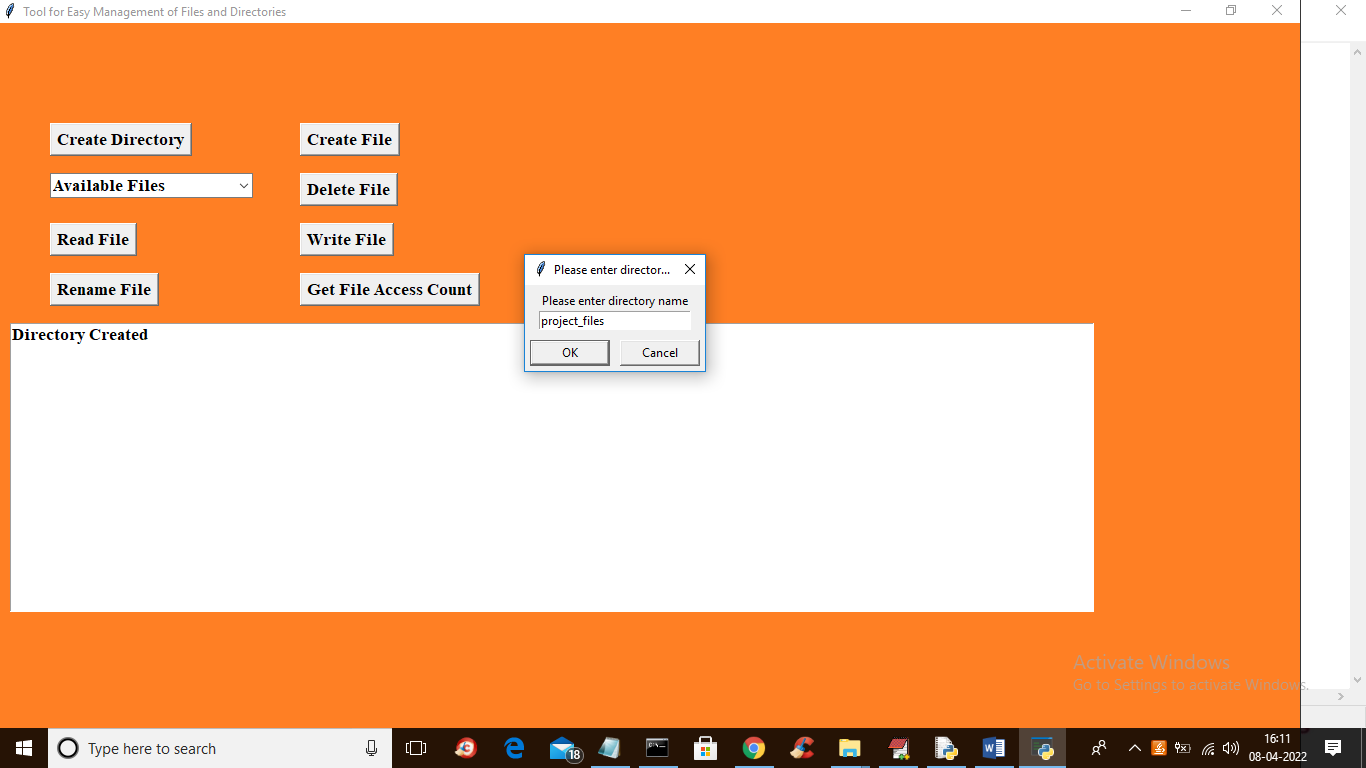 Tool for Easy Management of Files and Directories
Create Directory
Create File
Available Files
Delete File
Read File
Write File
Please enter director...
Rename File
Get File Access Count
Please enter directory name
project_files
Directory Created
OK
Cancel
Activate Windows
Go to Settings to activate Windows.
Type here to search
18
16:11
08-04-2022